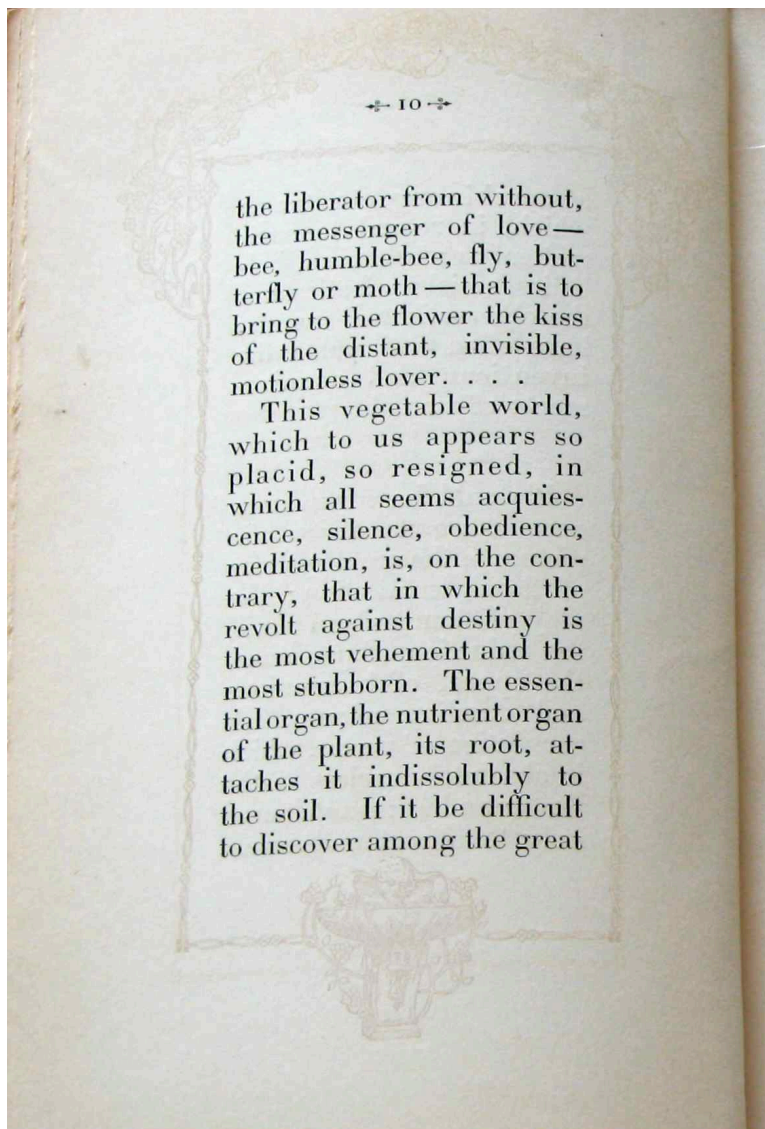 10
the liberator from without,
the messenger of love—
bee, humble-bee, fly, but-
terfly or moth—that is to
bring to the flower the kiss
of the distant, invisible,
motionless lover. . . .
This vegetable world,
which to us appears so
placid, so resigned, in
which all seems acquies-
cence, silence, obedience,
meditation, is, on the con-
trary, that in which the
revolt against destiny is
the most vehement and the
most stubborn. The essen-
tial organ, the nutrient organ
of the plant, its root, at-
taches it indissolubly to
the soil. If it be difficult
to discover among the great